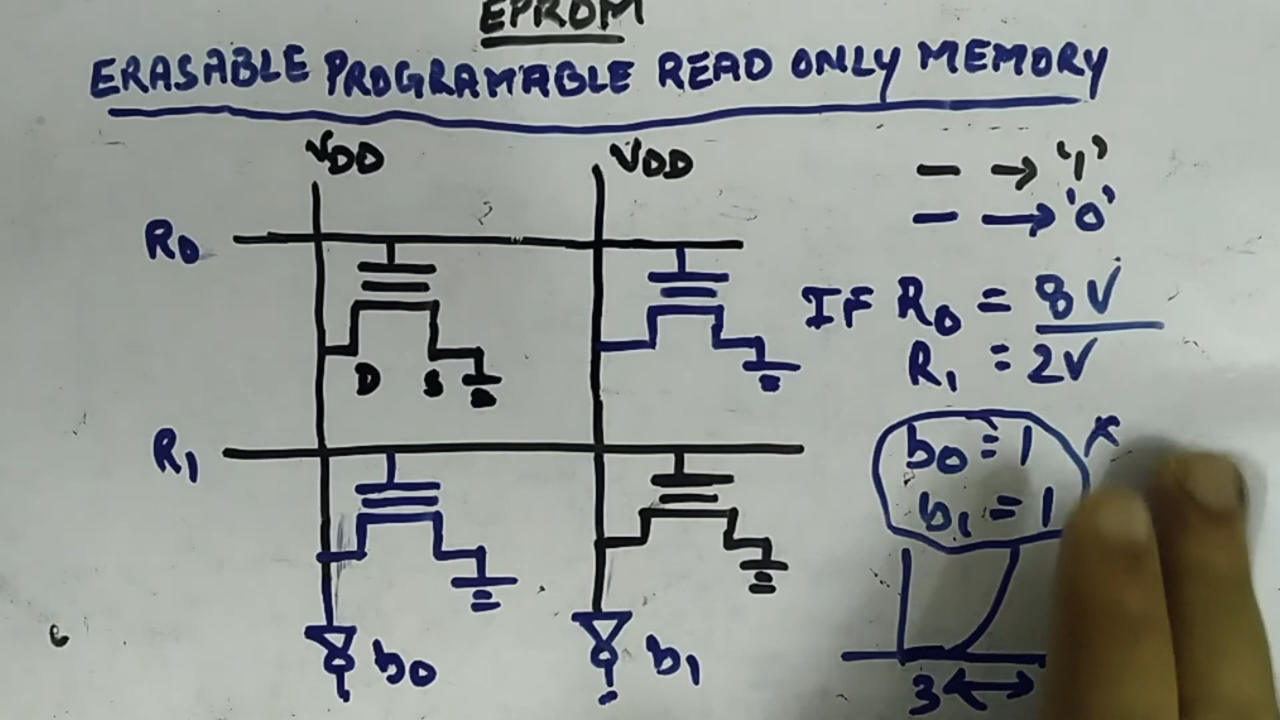 EPROM
ERASABLE PROGRAMABLE READ ONLY MEMORY
VDD VDD
— → '1'
— → '0'
R0
IF R0 = 8V
R1 = 2V
D S
R1
b0 = 1
b1 = 1
b0 b1
3